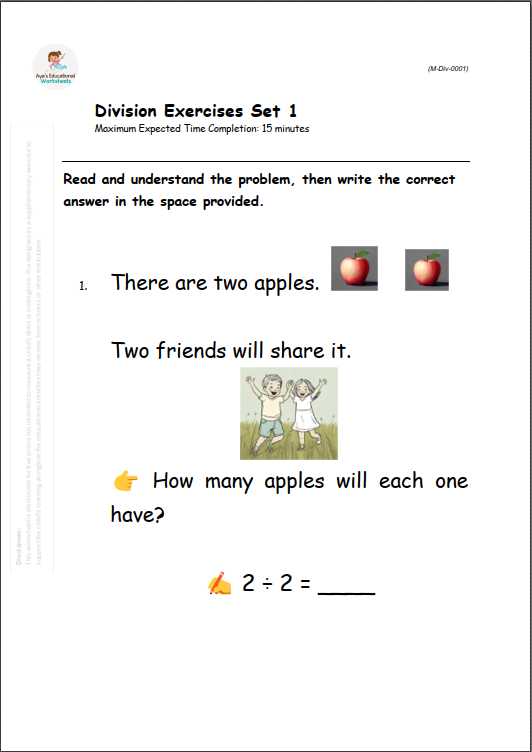 Aya's Educational
Worksheets
(M-Div-0001)
Division Exercises Set 1
Maximum Expected Time Completion: 15 minutes
Read and understand the problem, then write the correct
answer in the space provided.
1. There are two apples.
Two friends will share it.
👉 How many apples will each one
have?
✍ 2 ÷ 2 = ____
Disclaimer: